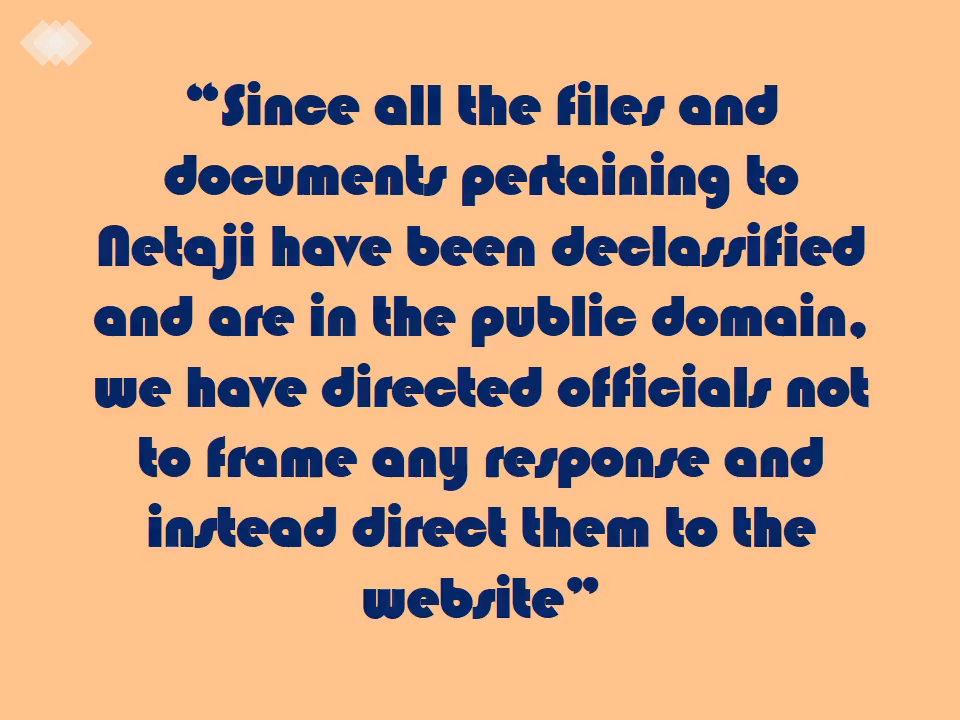 “Since all the files and
documents pertaining to
Netaji have been declassified
and are in the public domain,
we have directed officials not
to frame any response and
instead direct them to the
website”